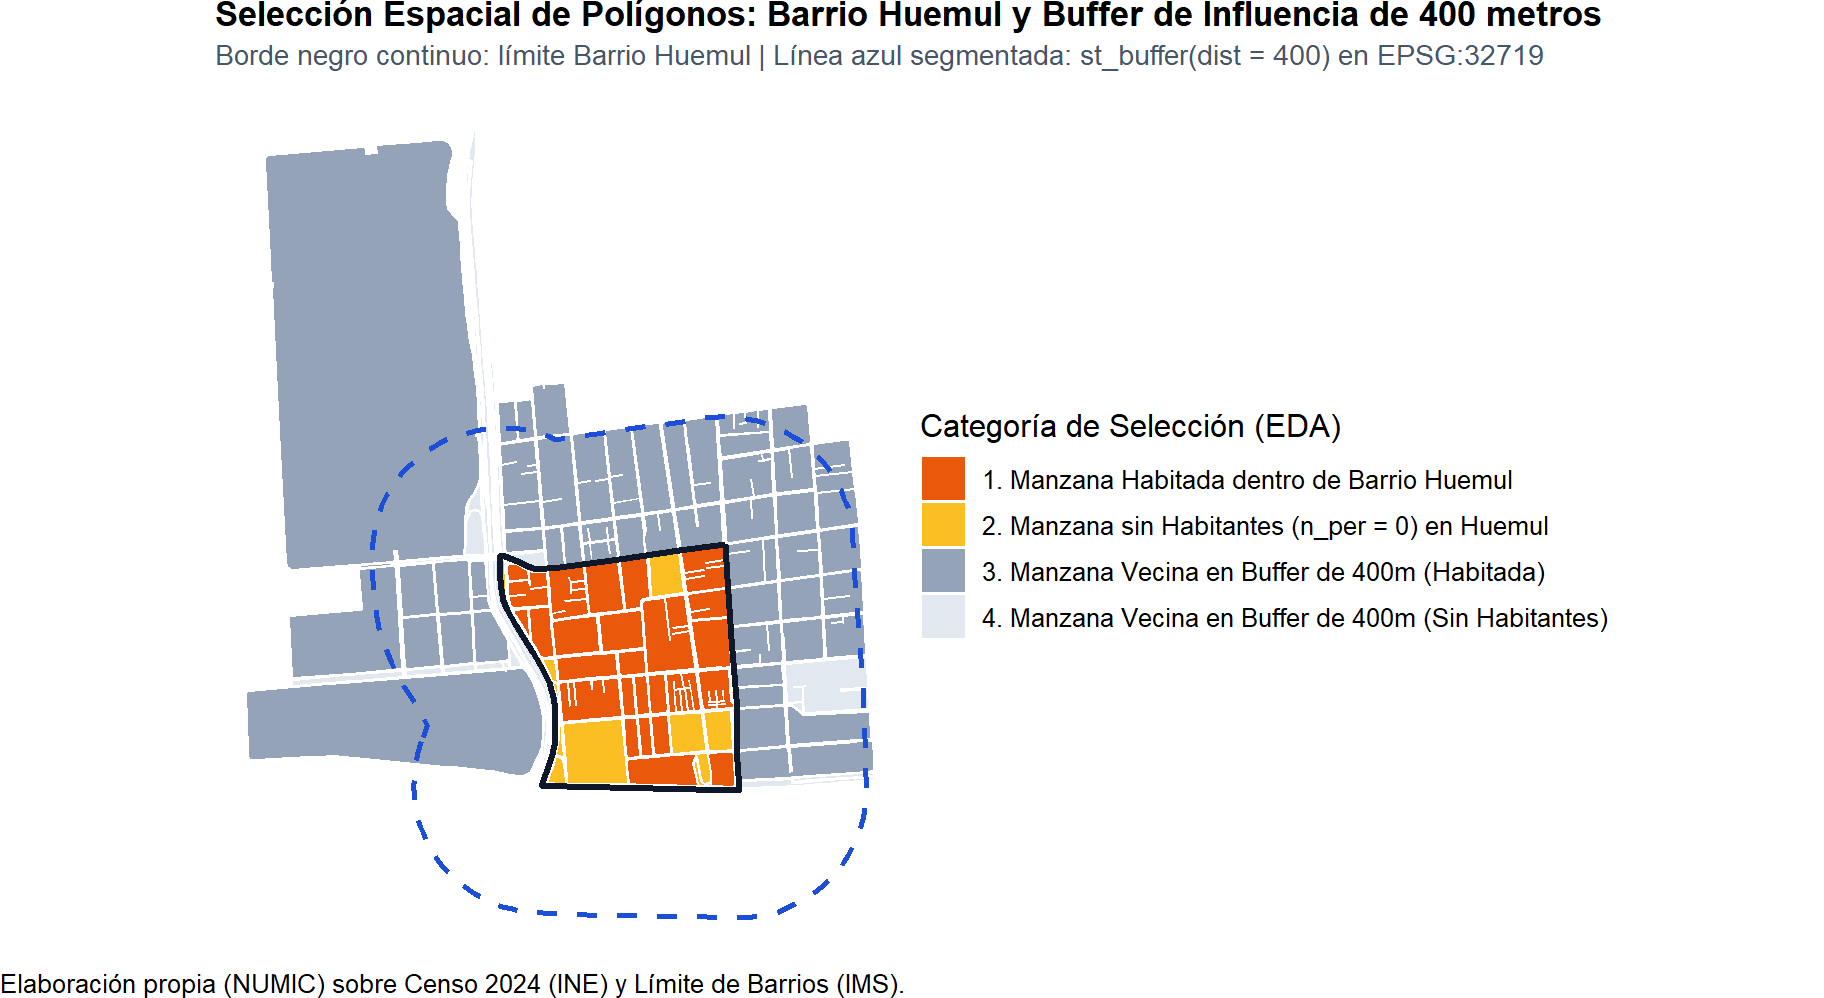 Selección Espacial de Polígonos: Barrio Huemul y Buffer de Influencia de 400 metros
Borde negro continuo: límite Barrio Huemul | Línea azul segmentada: st_buffer(dist = 400) en EPSG:32719
Categoría de Selección (EDA)
1. Manzana Habitada dentro de Barrio Huemul
2. Manzana sin Habitantes (n_per = 0) en Huemul
3. Manzana Vecina en Buffer de 400m (Habitada)
4. Manzana Vecina en Buffer de 400m (Sin Habitantes)
Elaboración propia (NUMIC) sobre Censo 2024 (INE) y Límite de Barrios (IMS).